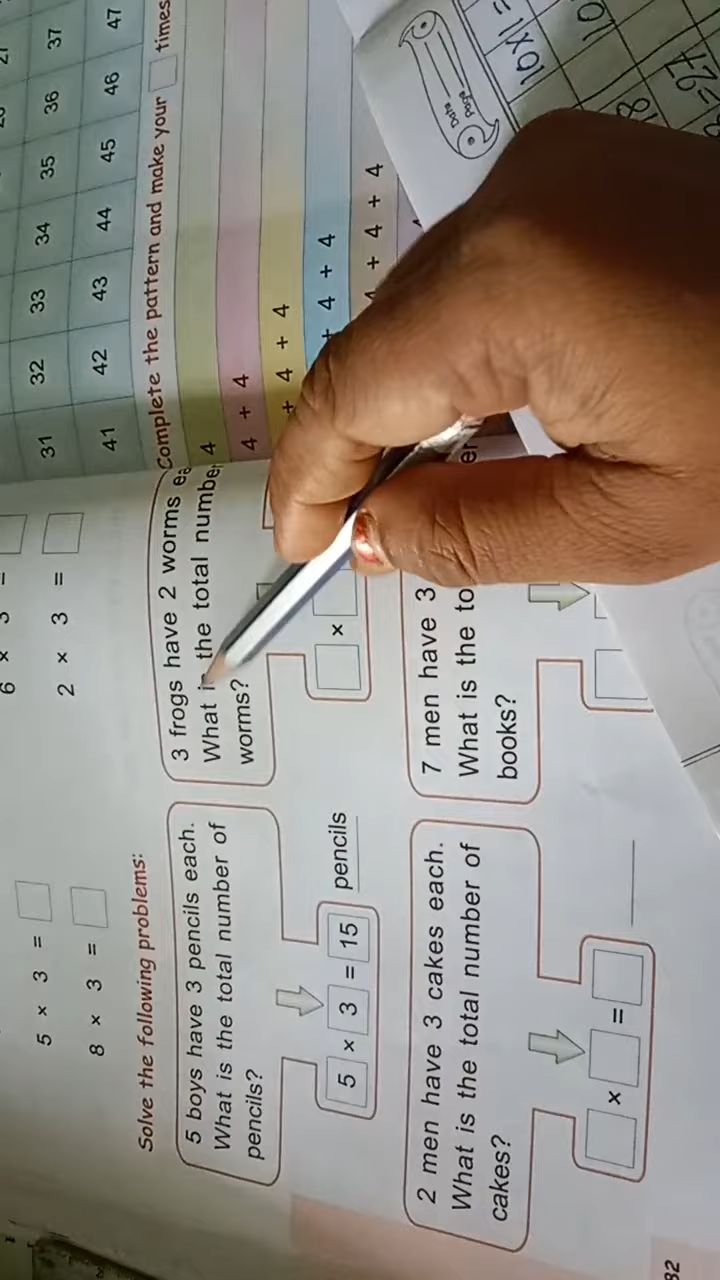 6 × 3 =
5 × 3 =
2 × 3 =
8 × 3 =
Solve the following problems:
5 boys have 3 pencils each.
What is the total number of
pencils?
5 × 3 = 15 pencils
3 frogs have 2 worms
What is the total number
worms?
×
2 men have 3 cakes each.
What is the total number of
cakes?
× =
7 men have 3
What is the
books?
82
31 32 33 34 35 36 37
41 42 43 44 45 46 47
Complete the pattern and make your times
4
4 + 4
+ 4 + 4
+ 4 + 4
+ 4 + 4
Date
Page
10×1=